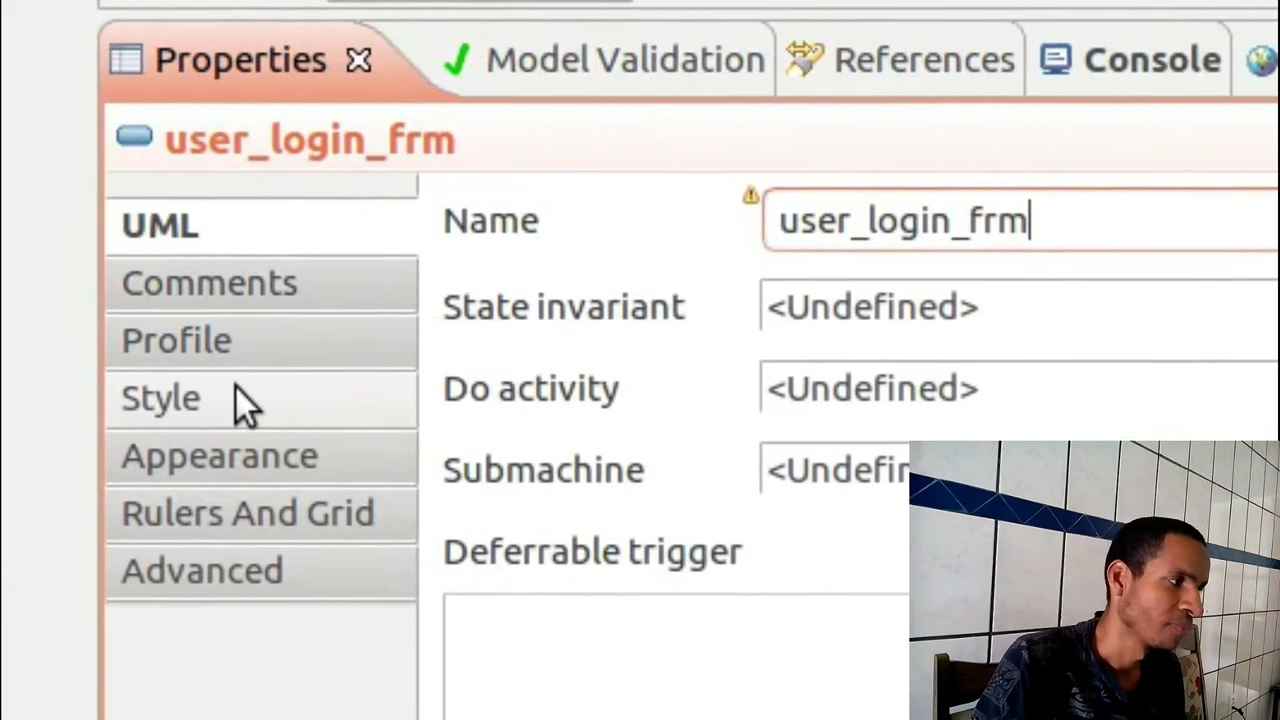 Properties
Model Validation
References
Console
user_login_frm
UML
Comments
Profile
Style
Appearance
Rulers And Grid
Advanced
Name
user_login_frm
State invariant
<Undefined>
Do activity
<Undefined>
Submachine
Deferrable trigger